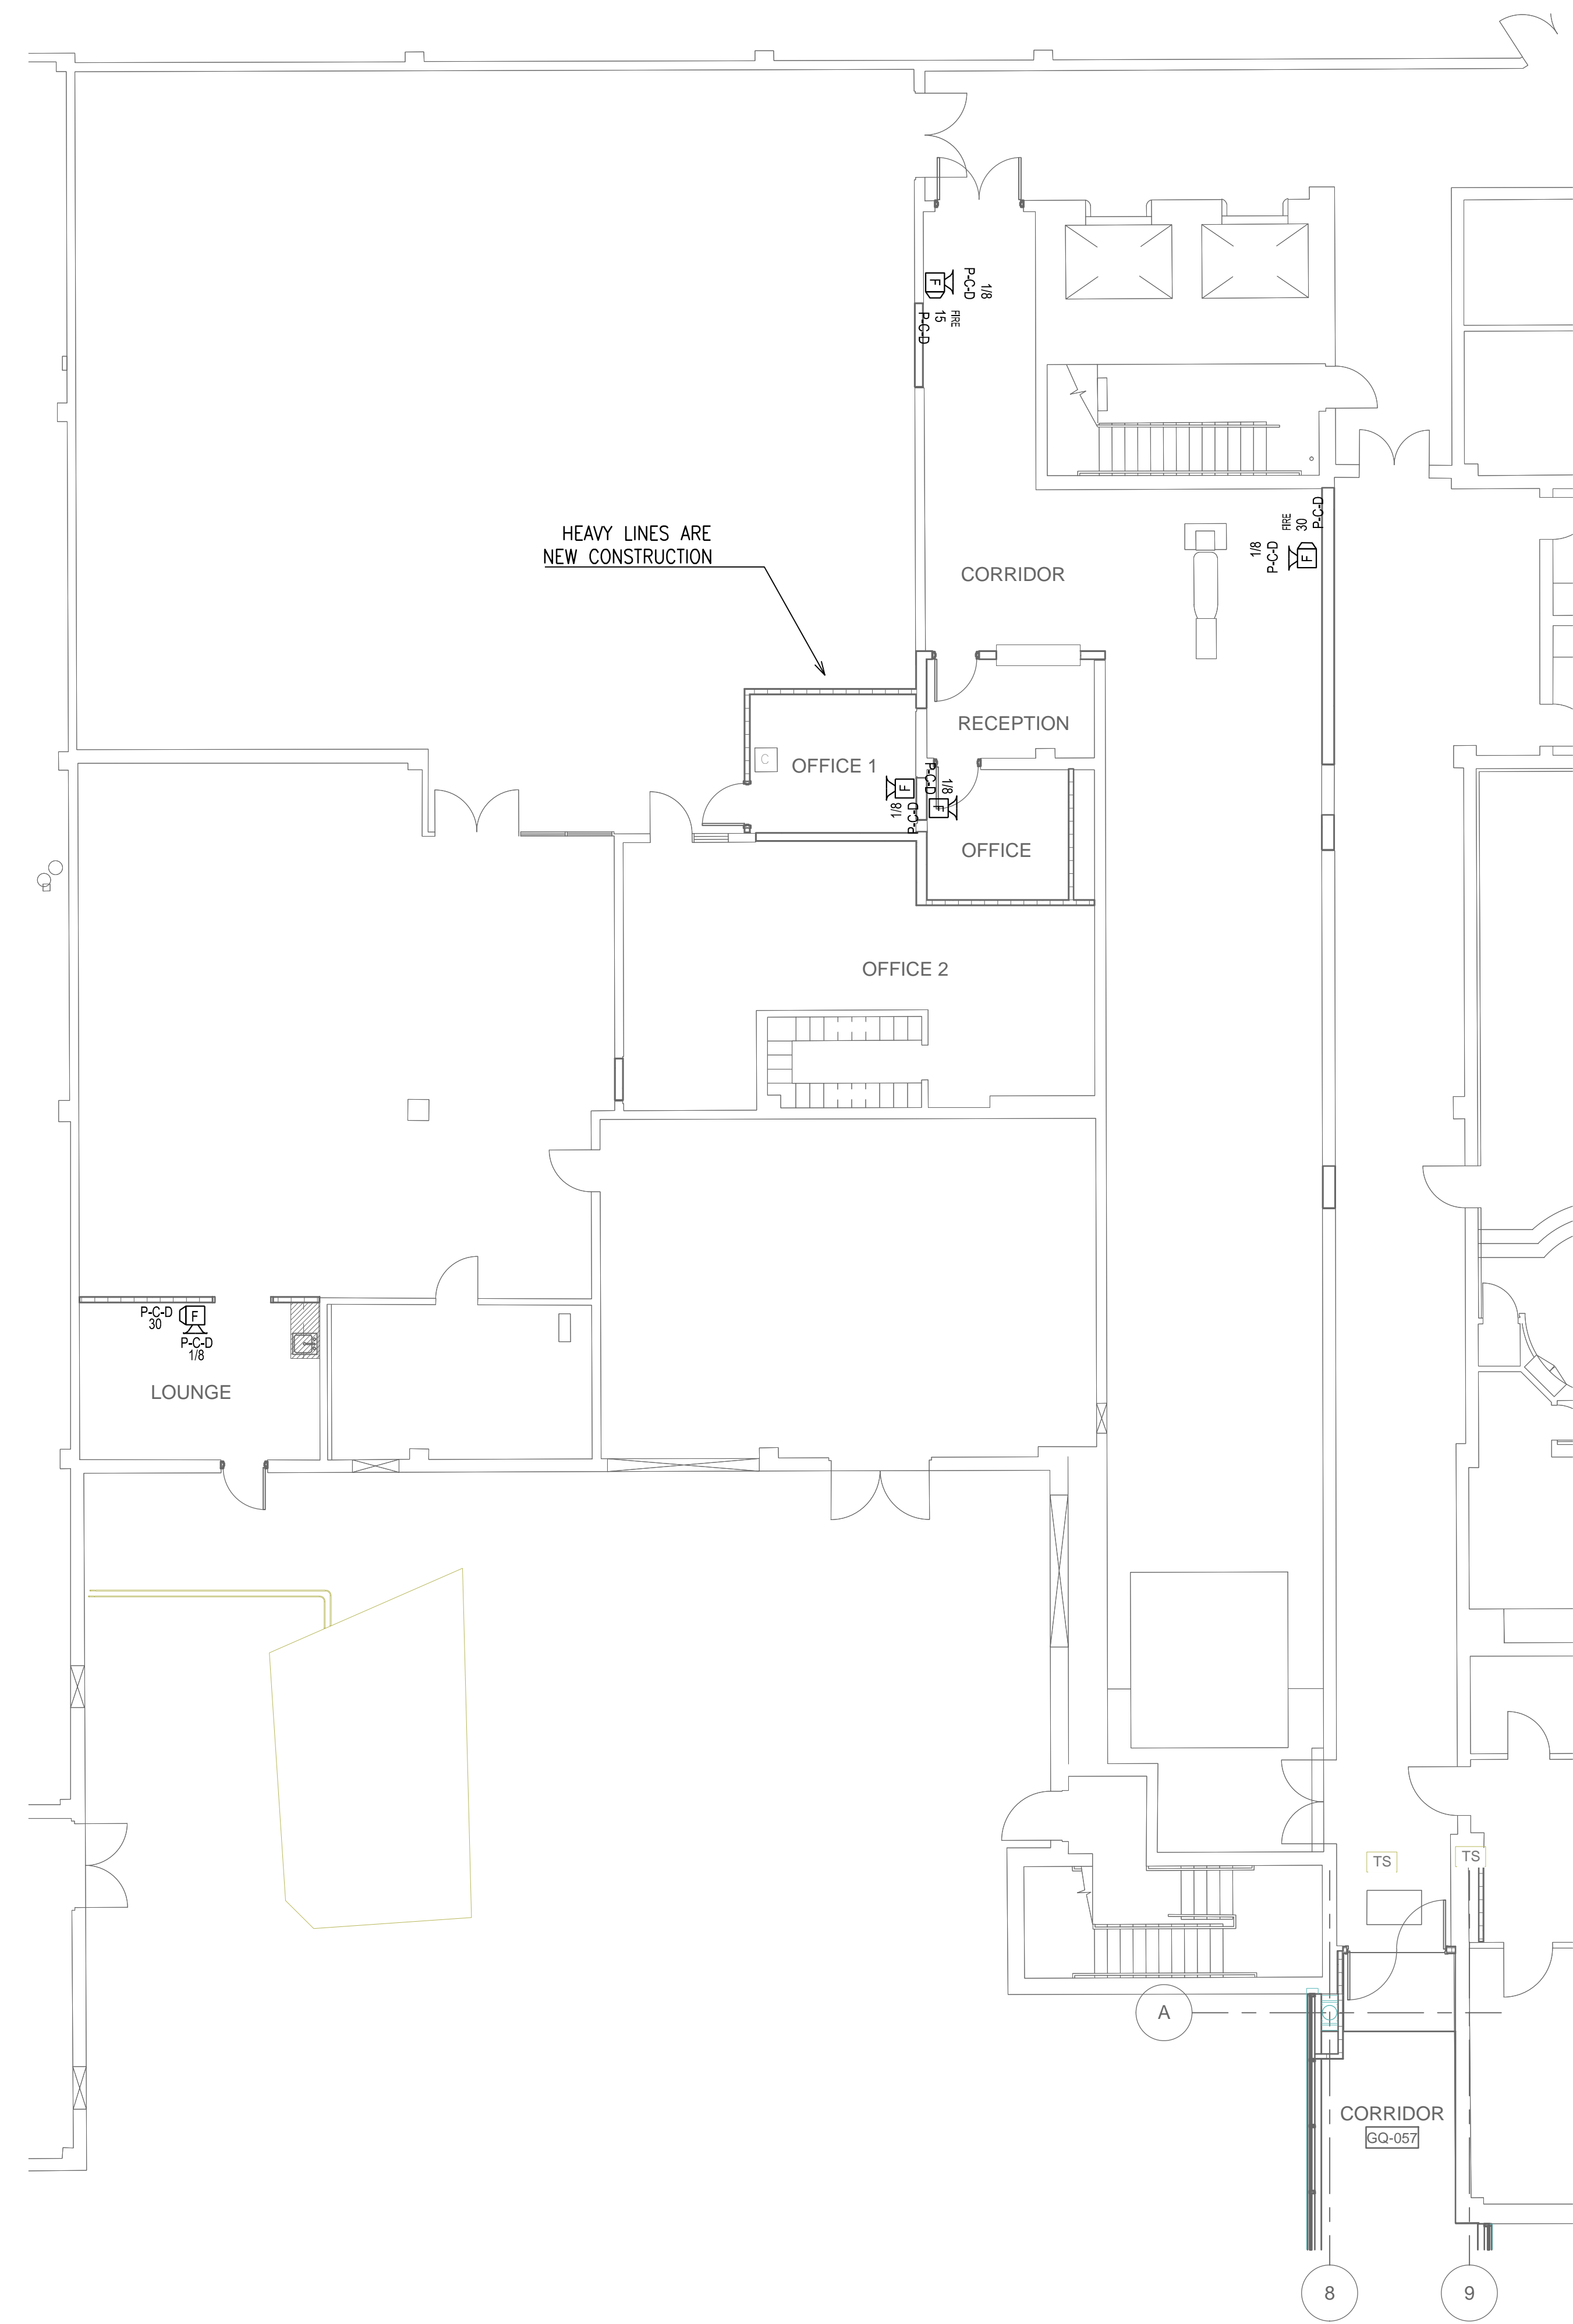 P-C-D
1/8
F
FIRE
15
P-C-D
HEAVY LINES ARE
NEW CONSTRUCTION
P-C-D
30
FIRE
1/8
P-C-D
F
CORRIDOR
RECEPTION
C
OFFICE 1
F
1/8
P-C-D
P-C-D
1/8
F
OFFICE
OFFICE 2
P-C-D
30
F
P-C-D
1/8
LOUNGE
TS
TS
A
CORRIDOR
GQ-057
8
9